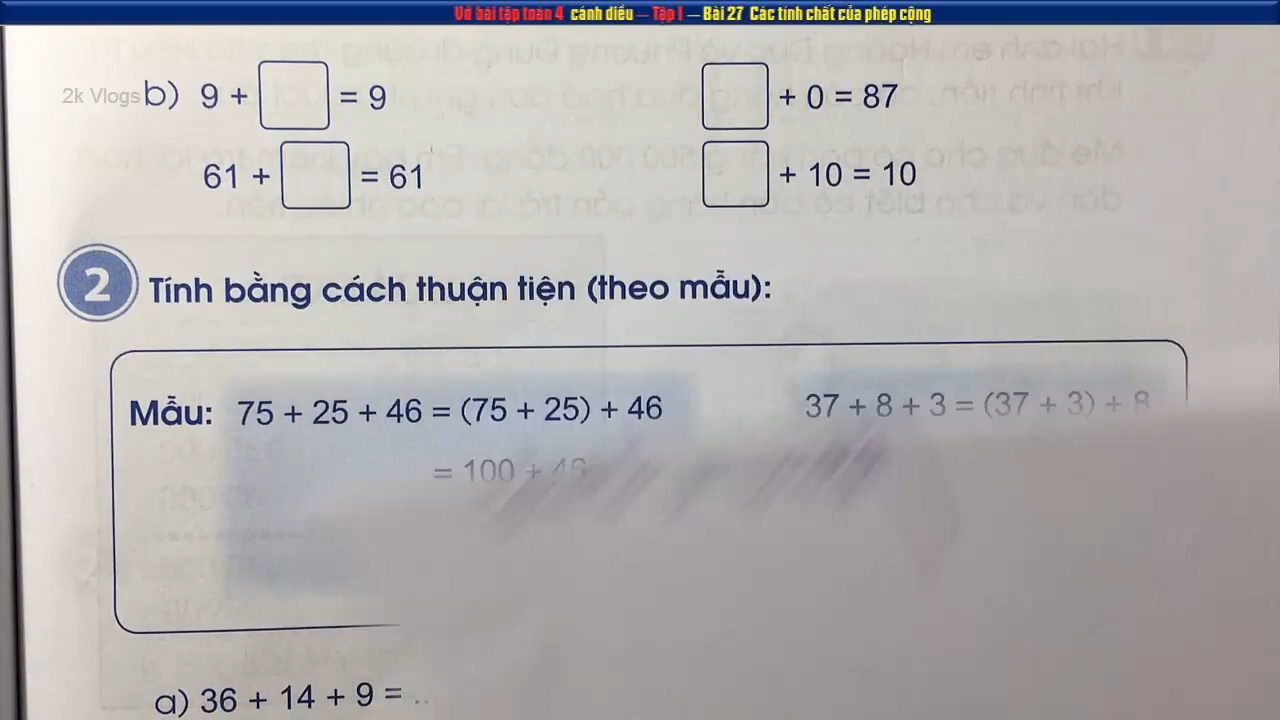 Vở bài tập toán 4 cánh diều – Tập 1 – Bài 27 Các tính chất của phép cộng
2k Vlogs
b) 9 + = 9
+ 0 = 87
61 + = 61
+ 10 = 10
2 Tính bằng cách thuận tiện (theo mẫu):
Mẫu: 75 + 25 + 46 = (75 + 25) + 46
37 + 8 + 3 = (37 + 3) + 8
= 100 + 46
a) 36 + 14 + 9 = ..